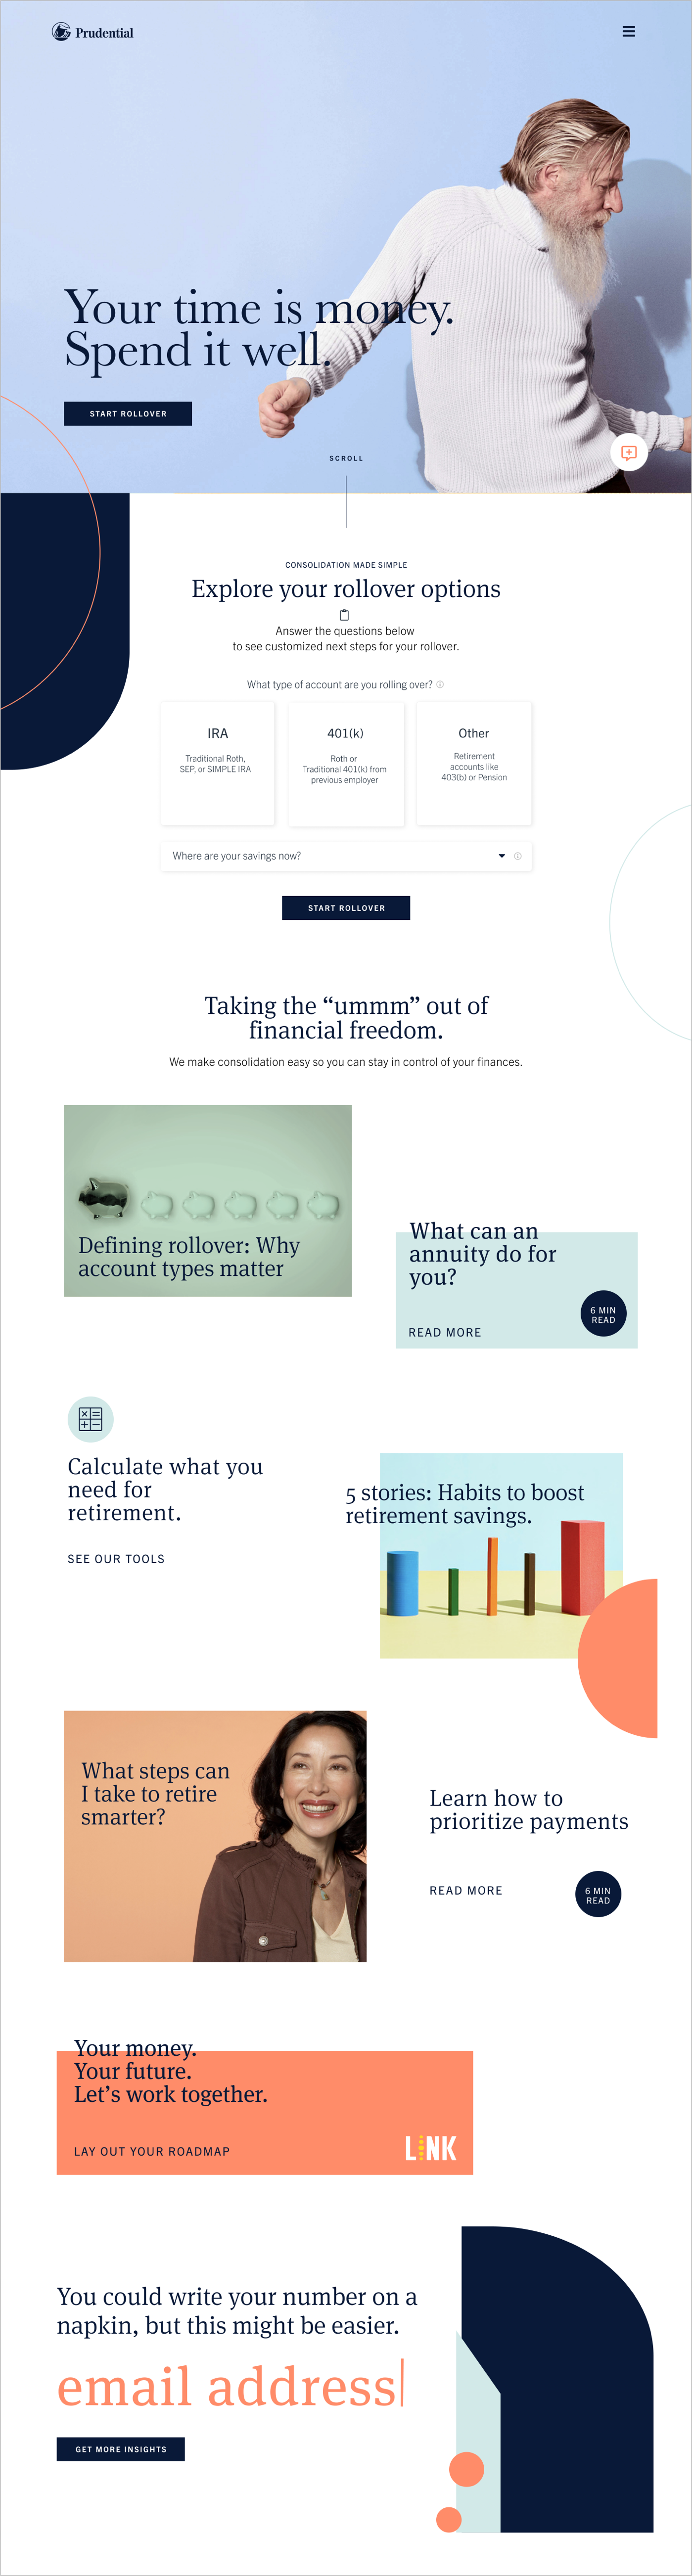 Prudential
Your time is money.
Spend it well.
START ROLLOVER
SCROLL
CONSOLIDATION MADE SIMPLE
Explore your rollover options
Answer the questions below
to see customized next steps for your rollover.
What type of account are you rolling over?
IRA
Traditional Roth,
SEP, or SIMPLE IRA
401(k)
Roth or
Traditional 401(k) from
previous employer
Other
Retirement
accounts like
403(b) or Pension
Where are your savings now?
START ROLLOVER
Taking the “ummm” out of
financial freedom.
We make consolidation easy so you can stay in control of your finances.
Defining rollover: Why
account types matter
What can an
annuity do for
you?
READ MORE
6 MIN
READ
Calculate what you
need for
retirement.
SEE OUR TOOLS
5 stories: Habits to boost
retirement savings.
What steps can
I take to retire
smarter?
Learn how to
prioritize payments
READ MORE
6 MIN
READ
Your money.
Your future.
Let’s work together.
LAY OUT YOUR ROADMAP
LINK
You could write your number on a
napkin, but this might be easier.
email address
GET MORE INSIGHTS